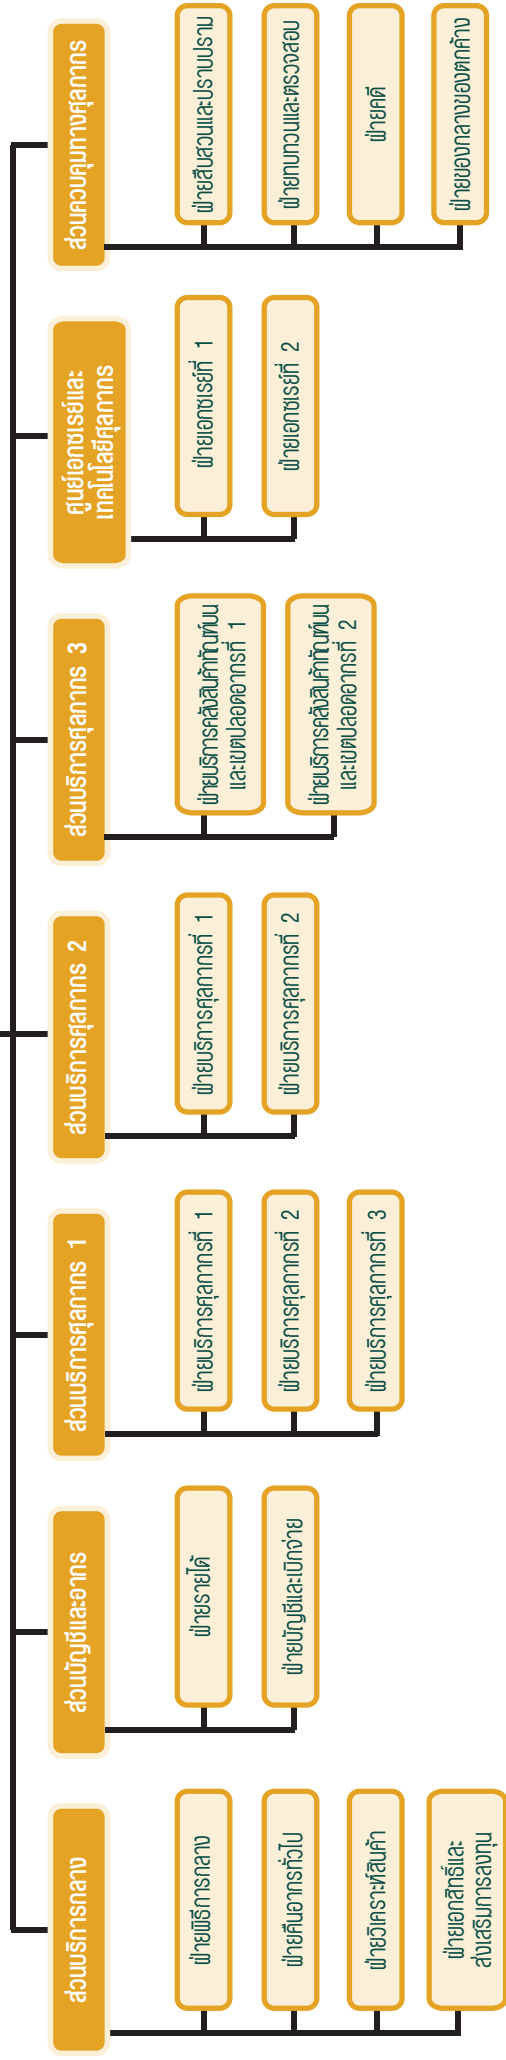 ส่วนบริการกลาง
ฝ่ายพิธีการกลาง
ฝ่ายคืนอากรทั่วไป
ฝ่ายวิเคราะห์สินค้า
ฝ่ายเอกสิทธิ์และ
ส่งเสริมการลงทุน
ส่วนบัญชีและอากร
ฝ่ายรายได้
ฝ่ายบัญชีและเบิกจ่าย
ส่วนบริการศุลกากร 1
ฝ่ายบริการศุลกากรที่ 1
ฝ่ายบริการศุลกากรที่ 2
ฝ่ายบริการศุลกากรที่ 3
ส่วนบริการศุลกากร 2
ฝ่ายบริการศุลกากรที่ 1
ฝ่ายบริการศุลกากรที่ 2
ส่วนบริการศุลกากร 3
ฝ่ายบริการคลังสินค้าทัณฑ์บน
และเขตปลอดอากรที่ 1
ฝ่ายบริการคลังสินค้าทัณฑ์บน
และเขตปลอดอากรที่ 2
ศูนย์เอกซเรย์และ
เทคโนโลยีศุลกากร
ฝ่ายเอกซเรย์ที่ 1
ฝ่ายเอกซเรย์ที่ 2
ส่วนควบคุมทางศุลกากร
ฝ่ายสืบสวนและปราบปราม
ฝ่ายทบทวนและตรวจสอบ
ฝ่ายคดี
ฝ่ายของกลางของตกค้าง